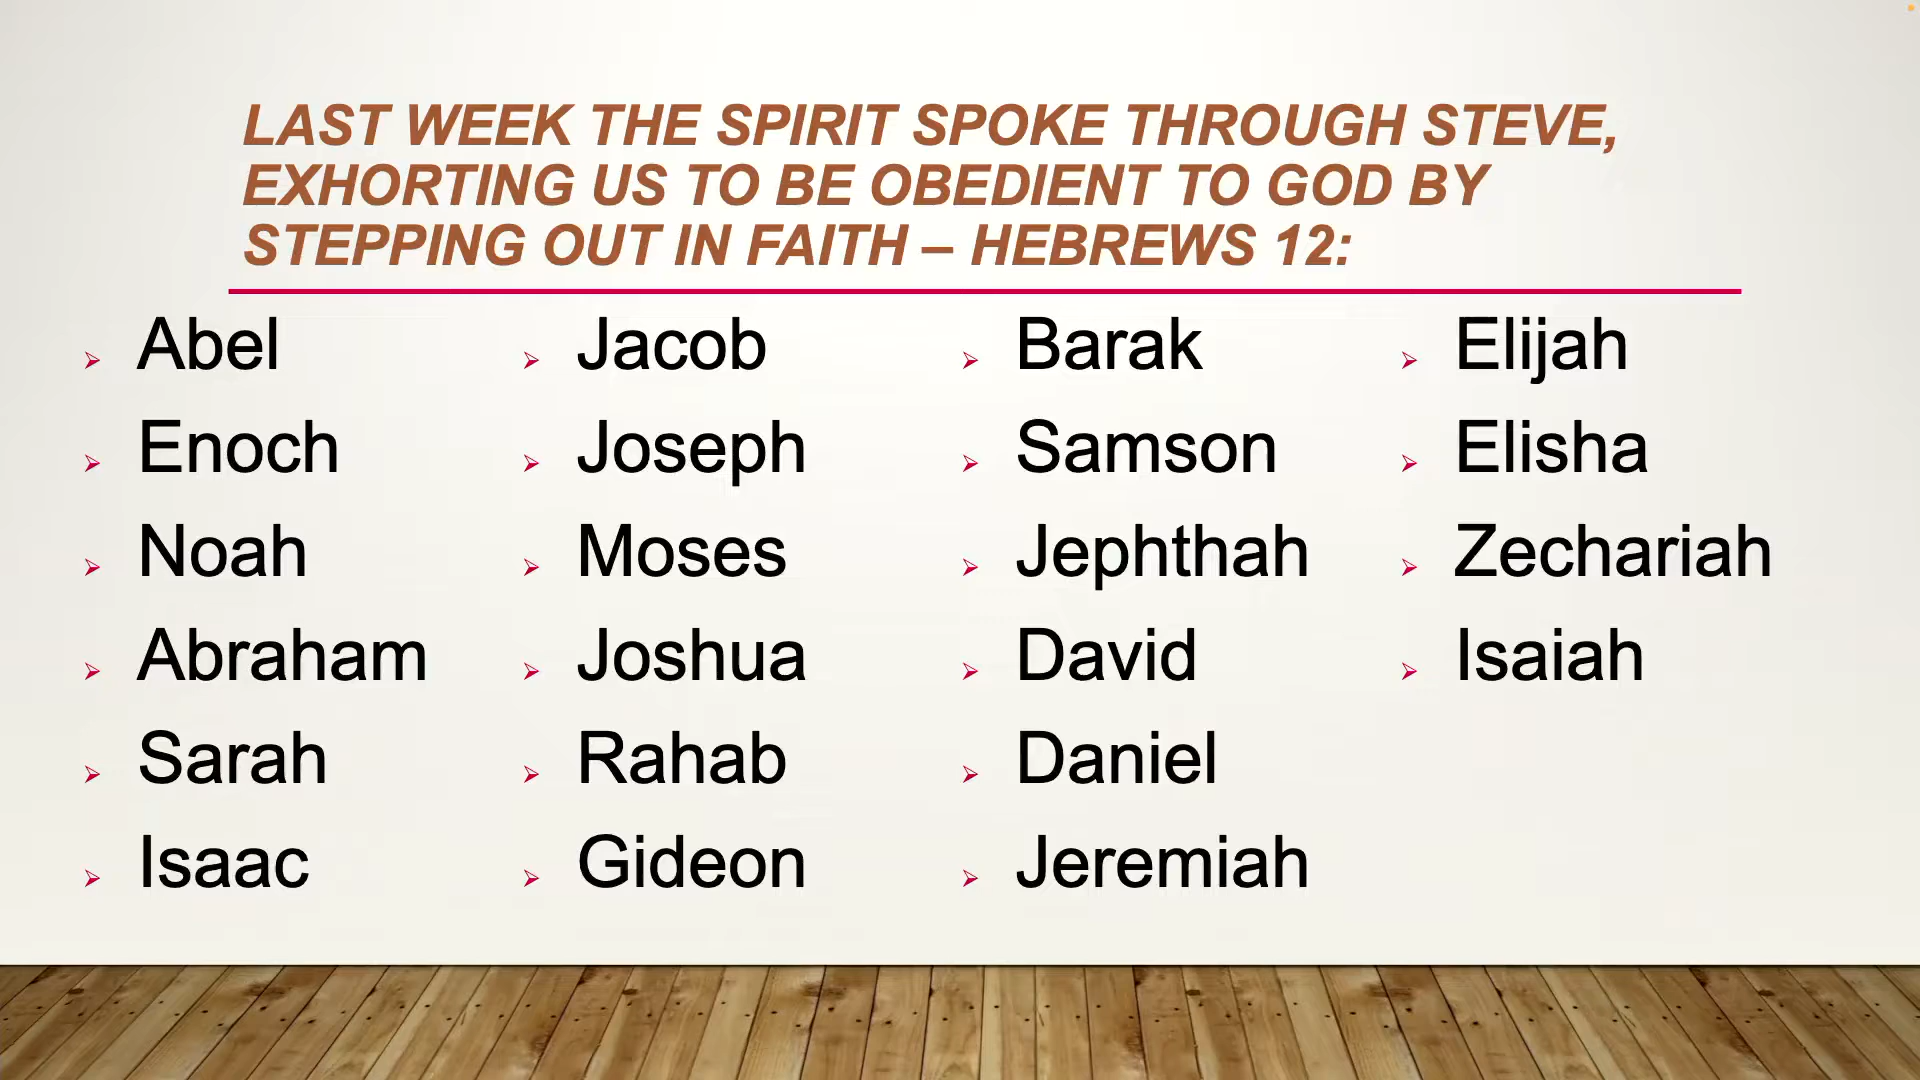 LAST WEEK THE SPIRIT SPOKE THROUGH STEVE,
EXHORTING US TO BE OBEDIENT TO GOD BY
STEPPING OUT IN FAITH – HEBREWS 12:
Abel
Enoch
Noah
Abraham
Sarah
Isaac
Jacob
Joseph
Moses
Joshua
Rahab
Gideon
Barak
Samson
Jephthah
David
Daniel
Jeremiah
Elijah
Elisha
Zechariah
Isaiah